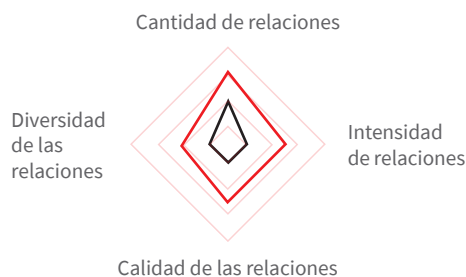 Cantidad de relaciones
Diversidad
de las
relaciones
Intensidad
de relaciones
Calidad de las relaciones